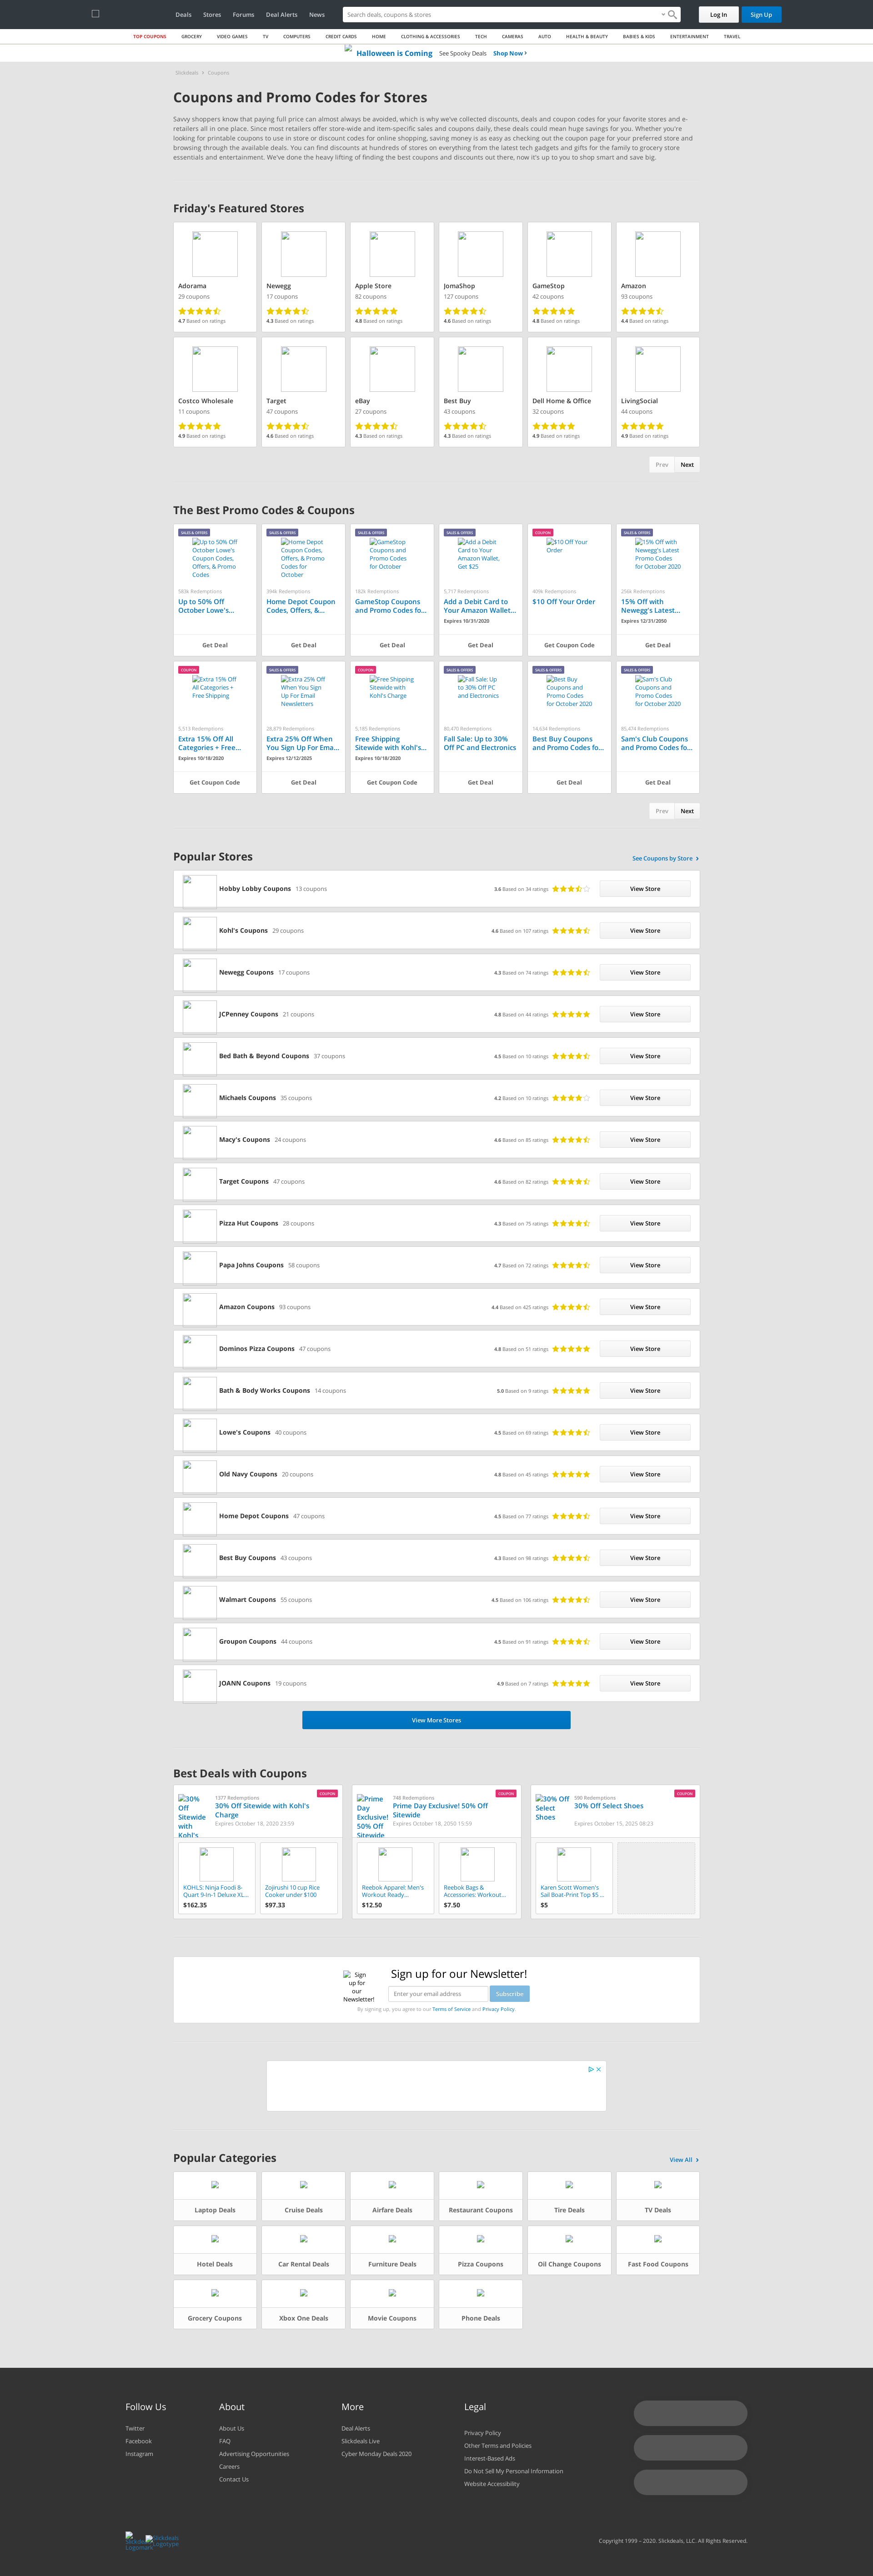 Deals Stores Forums Deal Alerts News Search deals, coupons & stores Log In Sign Up
TOP COUPONS GROCERY VIDEO GAMES TV COMPUTERS CREDIT CARDS HOME CLOTHING & ACCESSORIES TECH CAMERAS AUTO HEALTH & BEAUTY BABIES & KIDS ENTERTAINMENT TRAVEL
Halloween is Coming See Spooky Deals Shop Now ›
Slickdeals › Coupons
Coupons and Promo Codes for Stores
Savvy shoppers know that paying full price can almost always be avoided, which is why we've collected discounts, deals and coupon codes for your favorite stores and e-
retailers all in one place. Since most retailers offer store-wide and item-specific sales and coupons daily, these deals could mean huge savings for you. Whether you're
looking for printable coupons to use in store or discount codes for online shopping, saving money is as easy as checking out the coupon page for your preferred store and
start shopping. You can find discounts at hundreds of stores on everything from the latest tech gadgets and gifts for the family to grocery store
essentials and entertainment. We've done the heavy lifting of finding the best coupons and discounts out there, now it's up to you to shop smart and save big.
Friday's Featured Stores
Adorama
29 coupons
4.7 Based on ratings
Newegg
17 coupons
4.3 Based on ratings
Apple Store
82 coupons
4.8 Based on ratings
JomaShop
127 coupons
4.6 Based on ratings
GameStop
42 coupons
4.8 Based on ratings
Amazon
93 coupons
4.4 Based on ratings
Costco Wholesale
11 coupons
4.9 Based on ratings
Target
47 coupons
4.6 Based on ratings
eBay
27 coupons
4.3 Based on ratings
Best Buy
43 coupons
4.3 Based on ratings
Dell Home & Office
32 coupons
4.9 Based on ratings
LivingSocial
44 coupons
4.9 Based on ratings
Prev Next
The Best Promo Codes & Coupons
SALES & OFFERS
Up to 50% Off
October Lowe's
Coupon Codes,
Offers, & Promo
Codes
583k Redemptions
Up to 50% Off
October Lowe's...
Get Deal
SALES & OFFERS
Home Depot
Coupon Codes,
Offers, & Promo
Codes for
October
394k Redemptions
Home Depot Coupon
Codes, Offers, &...
Get Deal
SALES & OFFERS
GameStop
Coupons and
Promo Codes
for October
182k Redemptions
GameStop Coupons
and Promo Codes fo...
Get Deal
SALES & OFFERS
Add a Debit
Card to Your
Amazon Wallet,
Get $25
5,717 Redemptions
Add a Debit Card to
Your Amazon Wallet...
Expires 10/31/2020
Get Deal
COUPON
$10 Off Your
Order
409k Redemptions
$10 Off Your Order
Get Coupon Code
SALES & OFFERS
15% Off with
Newegg's Latest
Promo Codes
for October 2020
256k Redemptions
15% Off with
Newegg's Latest...
Expires 12/31/2050
Get Deal
COUPON
Extra 15% Off
All Categories +
Free Shipping
5,513 Redemptions
Extra 15% Off All
Categories + Free...
Expires 10/18/2020
Get Coupon Code
SALES & OFFERS
Extra 25% Off
When You Sign
Up For Email
Newsletters
28,879 Redemptions
Extra 25% Off When
You Sign Up For Ema...
Expires 12/12/2025
Get Deal
COUPON
Free Shipping
Sitewide with
Kohl's Charge
5,185 Redemptions
Free Shipping
Sitewide with Kohl's...
Expires 10/18/2020
Get Coupon Code
SALES & OFFERS
Fall Sale: Up
to 30% Off PC
and Electronics
80,470 Redemptions
Fall Sale: Up to 30%
Off PC and Electronics
Get Deal
SALES & OFFERS
Best Buy
Coupons and
Promo Codes
for October 2020
14,634 Redemptions
Best Buy Coupons
and Promo Codes fo...
Get Deal
SALES & OFFERS
Sam's Club
Coupons and
Promo Codes
for October 2020
85,474 Redemptions
Sam's Club Coupons
and Promo Codes fo...
Get Deal
Prev Next
Popular Stores See Coupons by Store ›
Hobby Lobby Coupons 13 coupons 3.6 Based on 34 ratings View Store
Kohl's Coupons 29 coupons 4.6 Based on 107 ratings View Store
Newegg Coupons 17 coupons 4.3 Based on 74 ratings View Store
JCPenney Coupons 21 coupons 4.8 Based on 44 ratings View Store
Bed Bath & Beyond Coupons 37 coupons 4.5 Based on 10 ratings View Store
Michaels Coupons 35 coupons 4.2 Based on 10 ratings View Store
Macy's Coupons 24 coupons 4.6 Based on 85 ratings View Store
Target Coupons 47 coupons 4.6 Based on 82 ratings View Store
Pizza Hut Coupons 28 coupons 4.3 Based on 75 ratings View Store
Papa Johns Coupons 58 coupons 4.7 Based on 72 ratings View Store
Amazon Coupons 93 coupons 4.4 Based on 425 ratings View Store
Dominos Pizza Coupons 47 coupons 4.8 Based on 51 ratings View Store
Bath & Body Works Coupons 14 coupons 5.0 Based on 9 ratings View Store
Lowe's Coupons 40 coupons 4.5 Based on 69 ratings View Store
Old Navy Coupons 20 coupons 4.8 Based on 45 ratings View Store
Home Depot Coupons 47 coupons 4.5 Based on 77 ratings View Store
Best Buy Coupons 43 coupons 4.3 Based on 98 ratings View Store
Walmart Coupons 55 coupons 4.5 Based on 106 ratings View Store
Groupon Coupons 44 coupons 4.5 Based on 91 ratings View Store
JOANN Coupons 19 coupons 4.9 Based on 7 ratings View Store
View More Stores
Best Deals with Coupons
30%
Off
Sitewide
with
Kohl's
COUPON
1377 Redemptions
30% Off Sitewide with Kohl's
Charge
Expires October 18, 2020 23:59
KOHLS: Ninja Foodi 8-
Quart 9-In-1 Deluxe XL...
$162.35
Zojirushi 10 cup Rice
Cooker under $100
$97.33
Prime
Day
Exclusive!
50% Off
Sitewide
COUPON
748 Redemptions
Prime Day Exclusive! 50% Off
Sitewide
Expires October 18, 2050 15:59
Reebok Apparel: Men's
Workout Ready...
$12.50
Reebok Bags &
Accessories: Workout...
$7.50
30% Off
Select
Shoes
COUPON
590 Redemptions
30% Off Select Shoes
Expires October 15, 2025 08:23
Karen Scott Women's
Sail Boat-Print Top $5 ...
$5
Sign
up for
our
Newsletter!
Sign up for our Newsletter!
Enter your email address Subscribe
By signing up, you agree to our Terms of Service and Privacy Policy.
Popular Categories View All ›
Laptop Deals Cruise Deals Airfare Deals Restaurant Coupons Tire Deals TV Deals
Hotel Deals Car Rental Deals Furniture Deals Pizza Coupons Oil Change Coupons Fast Food Coupons
Grocery Coupons Xbox One Deals Movie Coupons Phone Deals
Follow Us
Twitter
Facebook
Instagram
About
About Us
FAQ
Advertising Opportunities
Careers
Contact Us
More
Deal Alerts
Slickdeals Live
Cyber Monday Deals 2020
Legal
Privacy Policy
Other Terms and Policies
Interest-Based Ads
Do Not Sell My Personal Information
Website Accessibility
Slickdeals
Logotype
Copyright 1999 – 2020. Slickdeals, LLC. All Rights Reserved.